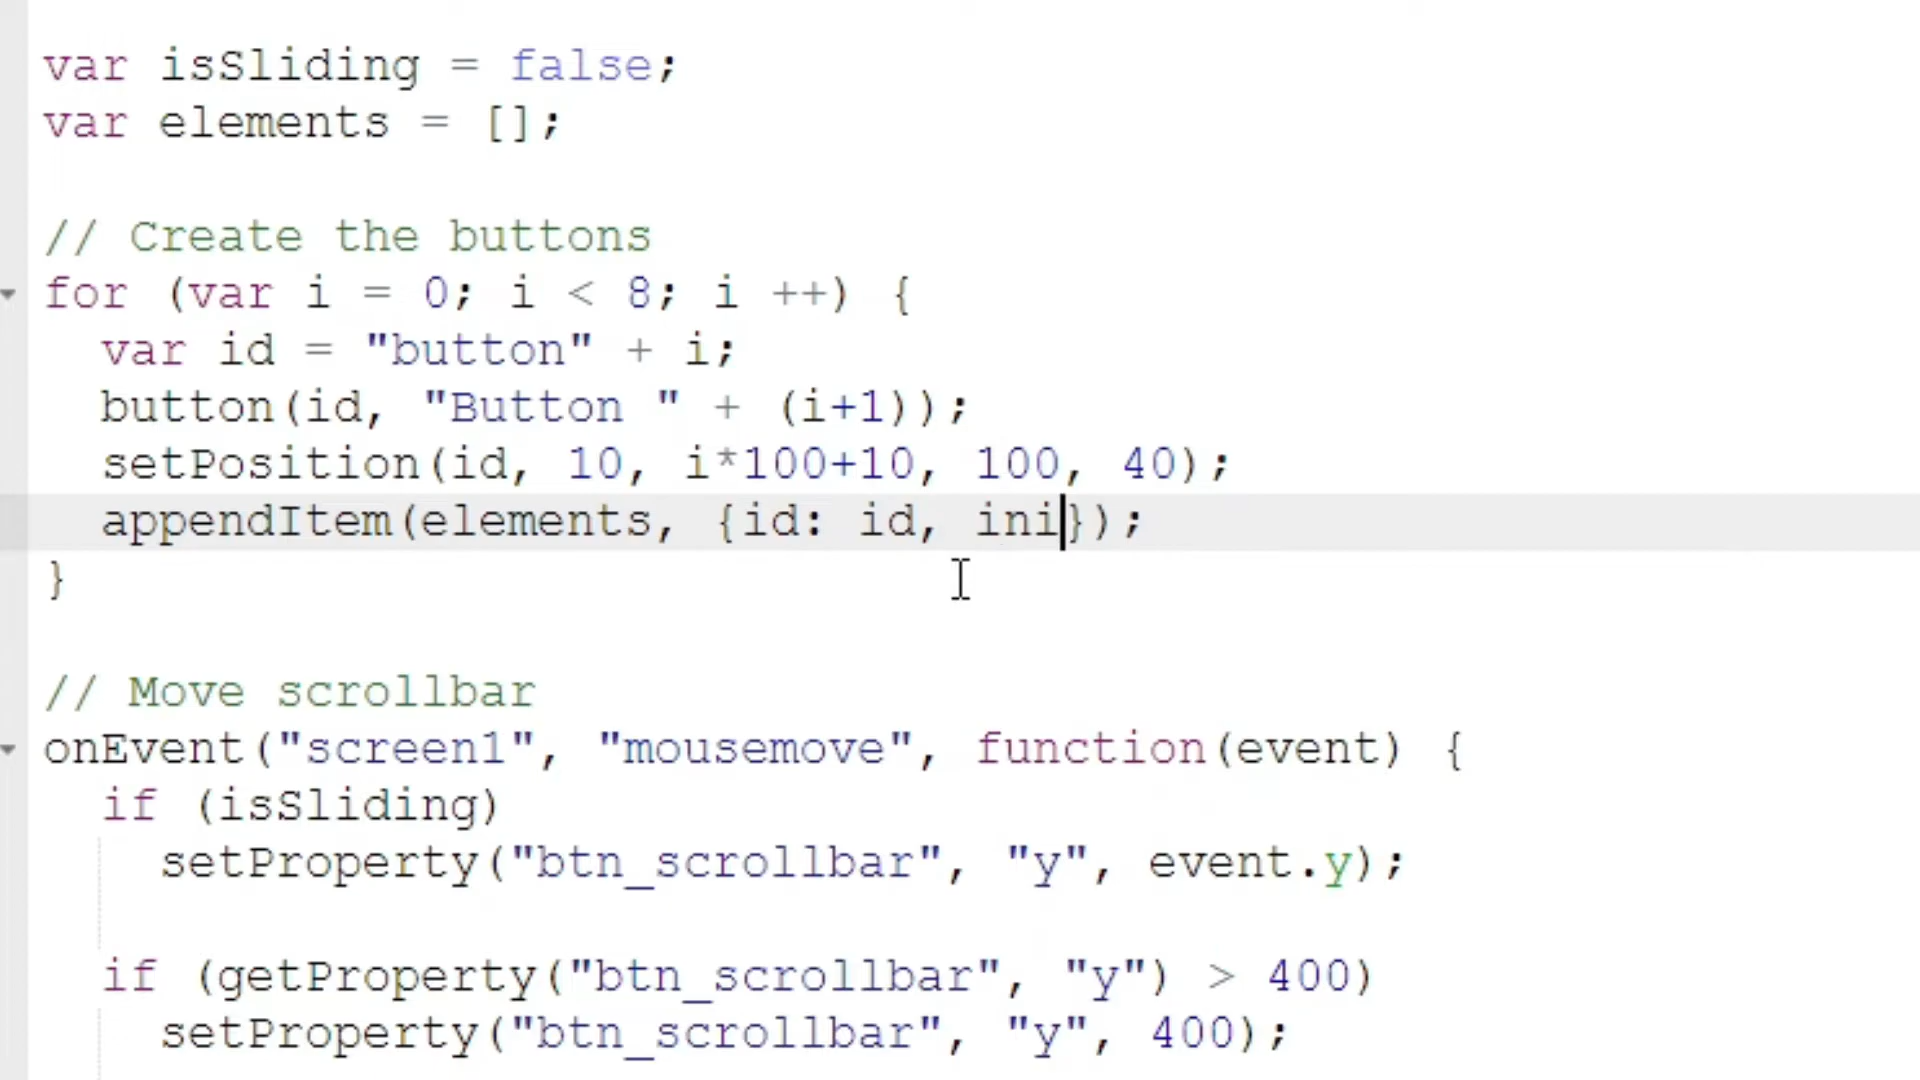 var isSliding = false;
var elements = [];
// Create the buttons
for (var i = 0; i < 8; i ++) {
var id = "button" + i;
button(id, "Button " + (i+1));
setPosition(id, 10, i*100+10, 100, 40);
appendItem(elements, {id: id, ini});
}
// Move scrollbar
onEvent("screen1", "mousemove", function(event) {
if (isSliding)
setProperty("btn_scrollbar", "y", event.y);
if (getProperty("btn_scrollbar", "y") > 400)
setProperty("btn_scrollbar", "y", 400);